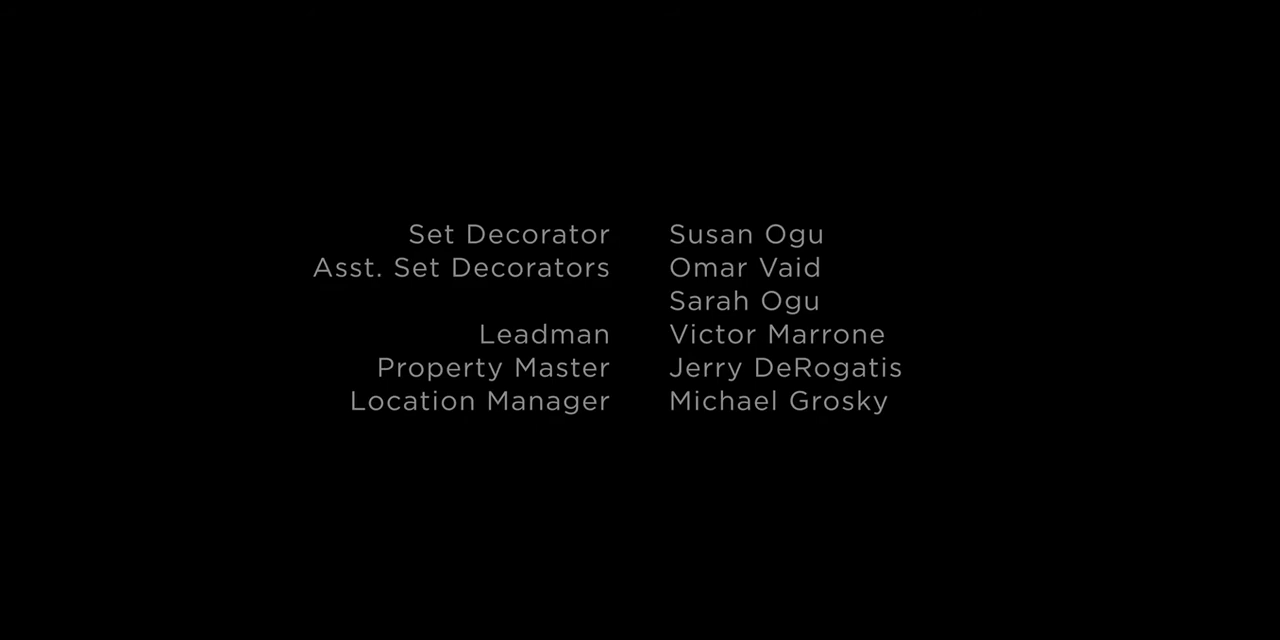 Set Decorator Susan Ogu
Asst. Set Decorators Omar Vaid
Sarah Ogu
Leadman Victor Marrone
Property Master Jerry DeRogatis
Location Manager Michael Grosky